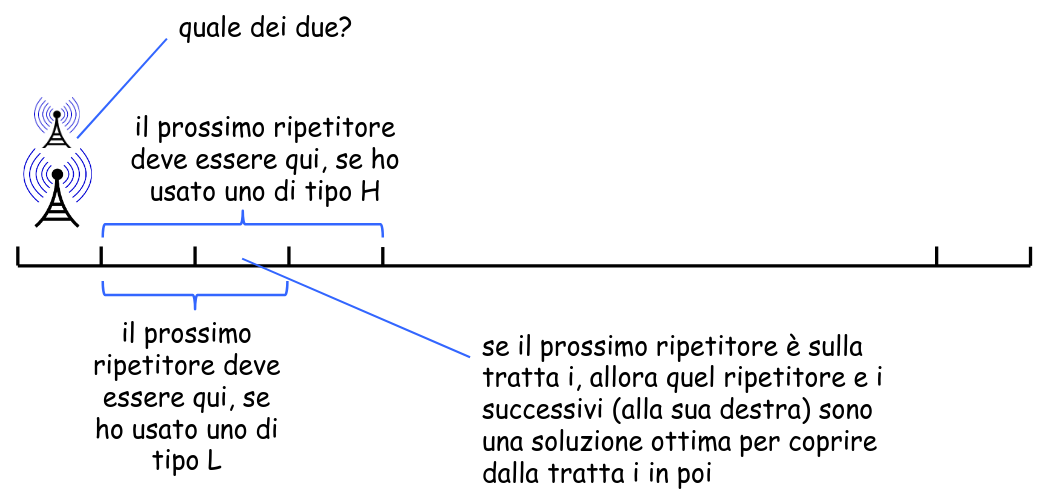 quale dei due?
il prossimo ripetitore
deve essere qui, se ho
usato uno di tipo H
il prossimo
ripetitore deve
essere qui, se
ho usato uno di
tipo L
se il prossimo ripetitore è sulla
tratta i, allora quel ripetitore e i
successivi (alla sua destra) sono
una soluzione ottima per coprire
dalla tratta i in poi